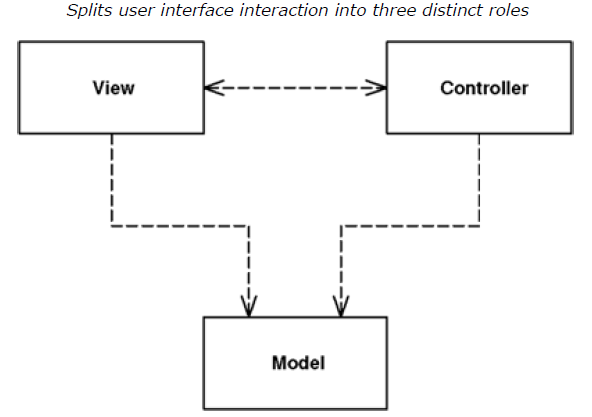 Splits user interface interaction into three distinct roles
View
Controller
Model